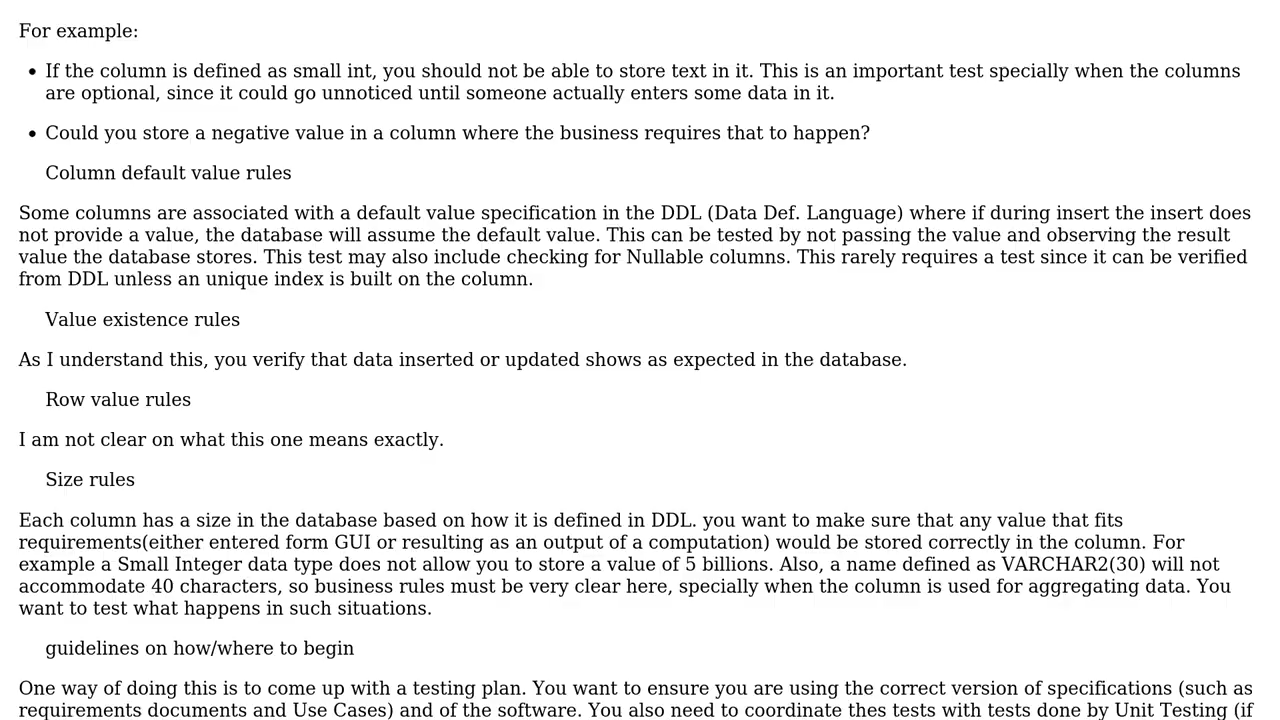 For example:
• If the column is defined as small int, you should not be able to store text in it. This is an important test specially when the columns
are optional, since it could go unnoticed until someone actually enters some data in it.
• Could you store a negative value in a column where the business requires that to happen?
Column default value rules
Some columns are associated with a default value specification in the DDL (Data Def. Language) where if during insert the insert does
not provide a value, the database will assume the default value. This can be tested by not passing the value and observing the result
value the database stores. This test may also include checking for Nullable columns. This rarely requires a test since it can be verified
from DDL unless an unique index is built on the column.
Value existence rules
As I understand this, you verify that data inserted or updated shows as expected in the database.
Row value rules
I am not clear on what this one means exactly.
Size rules
Each column has a size in the database based on how it is defined in DDL. you want to make sure that any value that fits
requirements(either entered form GUI or resulting as an output of a computation) would be stored correctly in the column. For
example a Small Integer data type does not allow you to store a value of 5 billions. Also, a name defined as VARCHAR2(30) will not
accommodate 40 characters, so business rules must be very clear here, specially when the column is used for aggregating data. You
want to test what happens in such situations.
guidelines on how/where to begin
One way of doing this is to come up with a testing plan. You want to ensure you are using the correct version of specifications (such as
requirements documents and Use Cases) and of the software. You also need to coordinate thes tests with tests done by Unit Testing (if